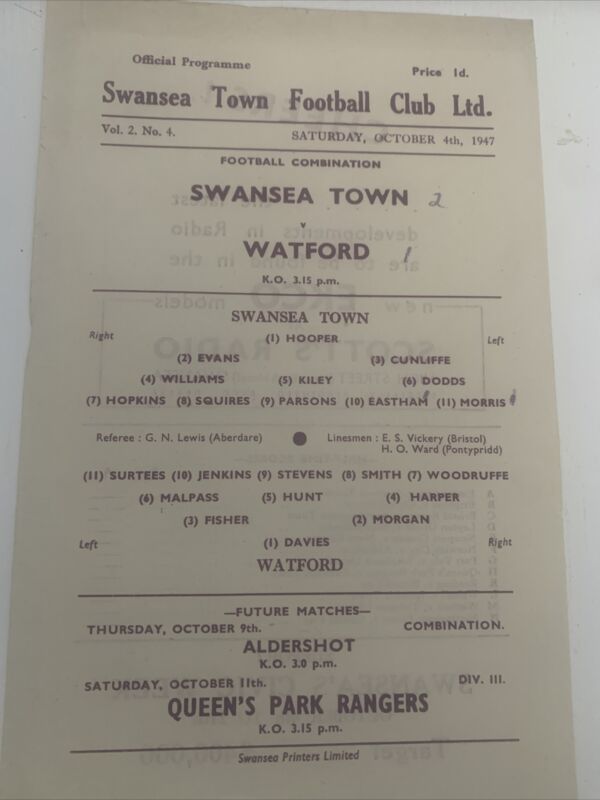 Official Programme
Price 1d.
Swansea Town Football Club Ltd.
Vol. 2. No. 4. SATURDAY, OCTOBER 4th, 1947
FOOTBALL COMBINATION
SWANSEA TOWN 2
v
WATFORD 1
K.O. 3.15 p.m.
SWANSEA TOWN
Right (1) HOOPER Left
(2) EVANS (3) CUNLIFFE
(4) WILLIAMS (5) KILEY (6) DODDS
(7) HOPKINS (8) SQUIRES (9) PARSONS (10) EASTHAM (11) MORRIS
Referee : G. N. Lewis (Aberdare) Linesmen : E. S. Vickery (Bristol)
H. O. Ward (Pontypridd)
(11) SURTEES (10) JENKINS (9) STEVENS (8) SMITH (7) WOODRUFFE
(6) MALPASS (5) HUNT (4) HARPER
(3) FISHER (2) MORGAN
Left (1) DAVIES Right
WATFORD
—FUTURE MATCHES—
THURSDAY, OCTOBER 9th. COMBINATION.
ALDERSHOT
K.O. 3.0 p.m.
SATURDAY, OCTOBER 11th. DIV. III.
QUEEN'S PARK RANGERS
K.O. 3.15 p.m.
Swansea Printers Limited